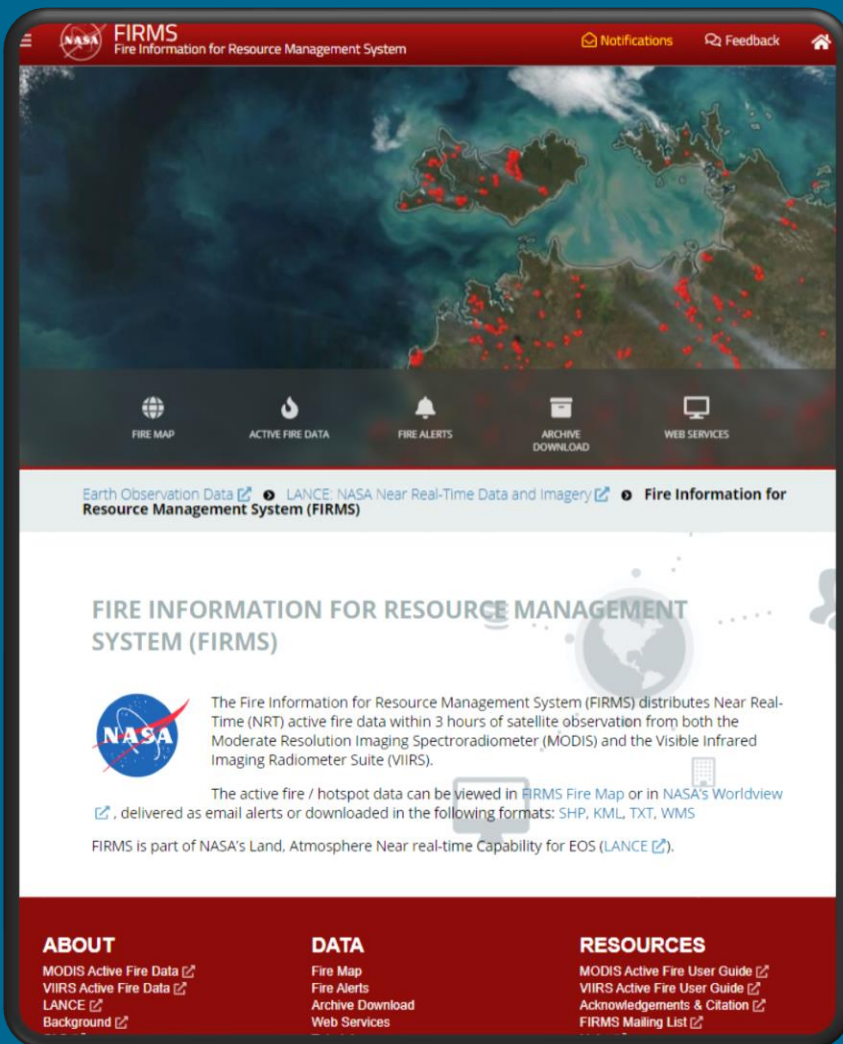 NASA
FIRMS
Fire Information for Resource Management System
Notifications
Feedback
FIRE MAP
ACTIVE FIRE DATA
FIRE ALERTS
ARCHIVE
DOWNLOAD
WEB SERVICES
Earth Observation Data LANCE: NASA Near Real-Time Data and Imagery Fire Information for
Resource Management System (FIRMS)
FIRE INFORMATION FOR RESOURCE MANAGEMENT
SYSTEM (FIRMS)
NASA
The Fire Information for Resource Management System (FIRMS) distributes Near Real-
Time (NRT) active fire data within 3 hours of satellite observation from both the
Moderate Resolution Imaging Spectroradiometer (MODIS) and the Visible Infrared
Imaging Radiometer Suite (VIIRS).
The active fire / hotspot data can be viewed in FIRMS Fire Map or in NASA's Worldview
, delivered as email alerts or downloaded in the following formats: SHP, KML, TXT, WMS
FIRMS is part of NASA's Land, Atmosphere Near real-time Capability for EOS (LANCE ).
ABOUT
MODIS Active Fire Data
VIIRS Active Fire Data
LANCE
Background
DATA
Fire Map
Fire Alerts
Archive Download
Web Services
RESOURCES
MODIS Active Fire User Guide
VIIRS Active Fire User Guide
Acknowledgements & Citation
FIRMS Mailing List